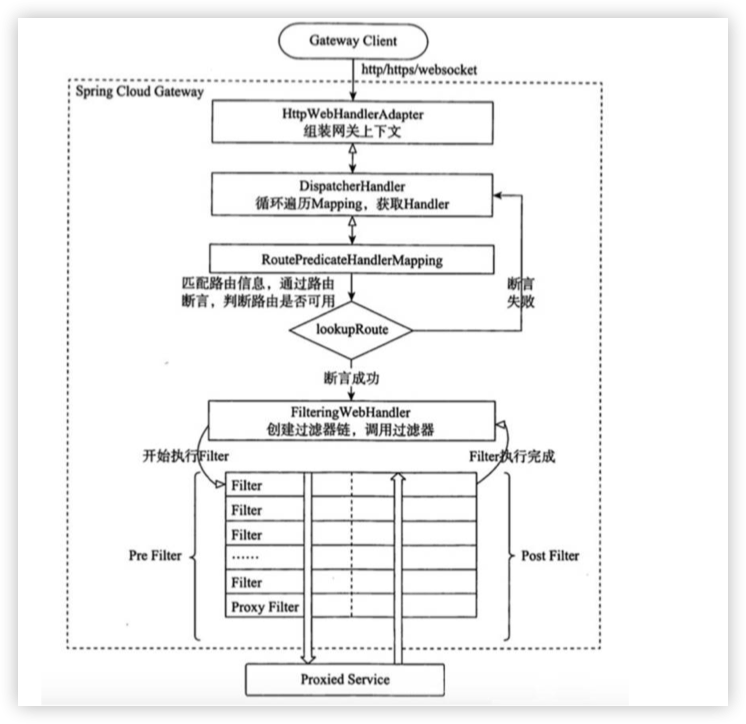 Gateway Client
http/https/websocket
Spring Cloud Gateway
HttpWebHandlerAdapter
组装网关上下文
DispatcherHandler
循环遍历Mapping，获取Handler
RoutePredicateHandlerMapping
匹配路由信息，通过路由
断言，判断路由是否可用
断言
失败
lookupRoute
断言成功
FilteringWebHandler
创建过滤器链，调用过滤器
开始执行Filter
Filter执行完成
Filter
Filter
Filter
……
Filter
Proxy Filter
Pre Filter
Post Filter
Proxied Service